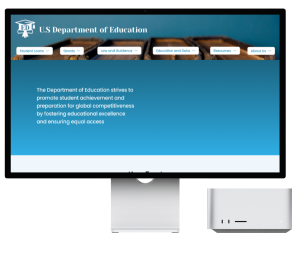 U.S Department of Education
Student Loans
Grants
Law And Guidance
Education and Data
Resources
About Us
The Department of Education strives to
promote student achievement and
preparation for global competitiveness
by fostering educational excellence
and ensuring equal access